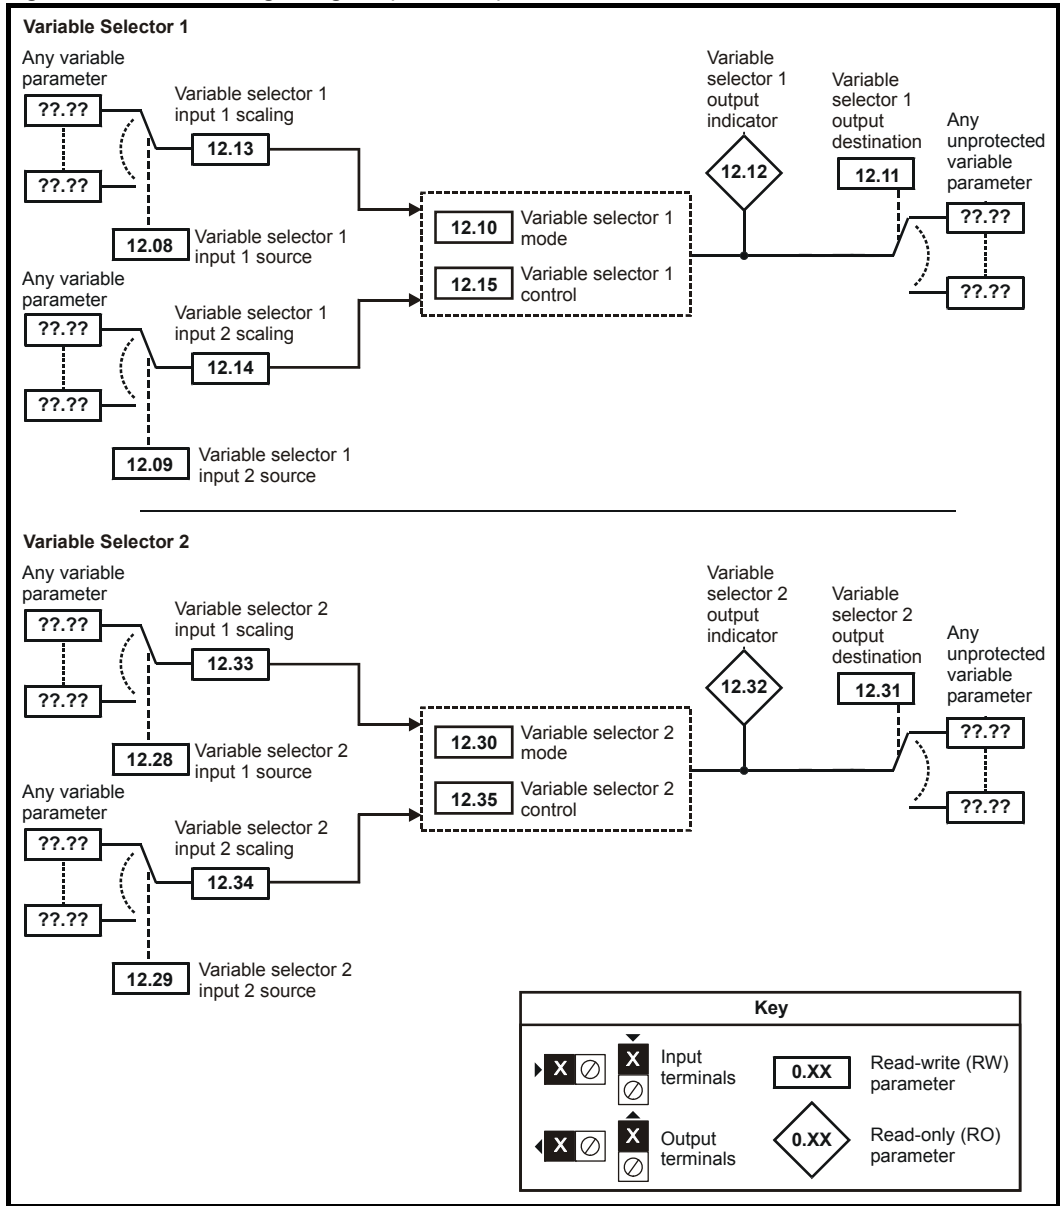 Variable Selector 1
Any variable
parameter
??.??
??.??
Variable selector 1
input 1 scaling
12.13
12.08
Variable selector 1
input 1 source
Any variable
parameter
??.??
??.??
Variable selector 1
input 2 scaling
12.14
12.09
Variable selector 1
input 2 source
12.10
Variable selector 1
mode
12.15
Variable selector 1
control
Variable
selector 1
output
indicator
12.12
Variable
selector 1
output
destination
12.11
Any
unprotected
variable
parameter
??.??
??.??
Variable Selector 2
Any variable
parameter
??.??
??.??
Variable selector 2
input 1 scaling
12.33
12.28
Variable selector 2
input 1 source
Any variable
parameter
??.??
??.??
Variable selector 2
input 2 scaling
12.34
12.29
Variable selector 2
input 2 source
12.30
Variable selector 2
mode
12.35
Variable selector 2
control
Variable
selector 2
output
indicator
12.32
Variable
selector 2
output
destination
12.31
Any
unprotected
variable
parameter
??.??
??.??
Key
X
X
Input
terminals
0.XX
Read-write (RW)
parameter
X
X
Output
terminals
0.XX
Read-only (RO)
parameter